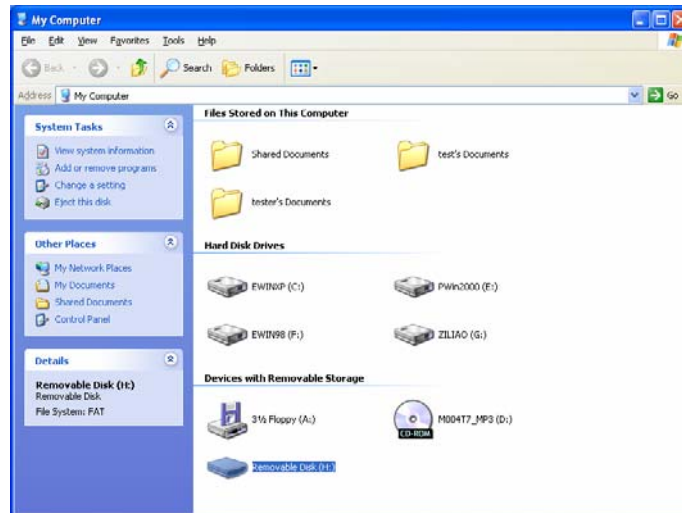 My Computer
File Edit View Favorites Tools Help
Back Search Folders
Address My Computer Go
System Tasks
View system information
Add or remove programs
Change a setting
Eject this disk
Other Places
My Network Places
My Documents
Shared Documents
Control Panel
Details
Removable Disk (H:)
Removable Disk
File System: FAT
Files Stored on This Computer
Shared Documents test's Documents
tester's Documents
Hard Disk Drives
EWINXP (C:) PWin2000 (E:)
EWIN98 (F:) ZILIAO (G:)
Devices with Removable Storage
3½ Floppy (A:) M004T7_MP3 (D:)
CD-ROM
Removable Disk (H:)